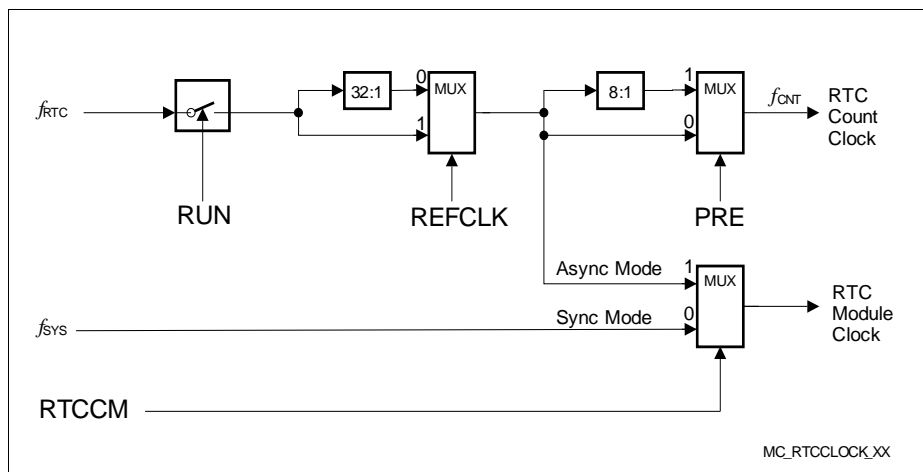 fRTC
RUN
32:1
0
1
MUX
REFCLK
8:1
1
0
MUX
PRE
fCNT
RTC
Count
Clock
Async Mode
1
MUX
RTC
Module
Clock
fSYS
Sync Mode
0
RTCCM
MC_RTCCLOCK_XX